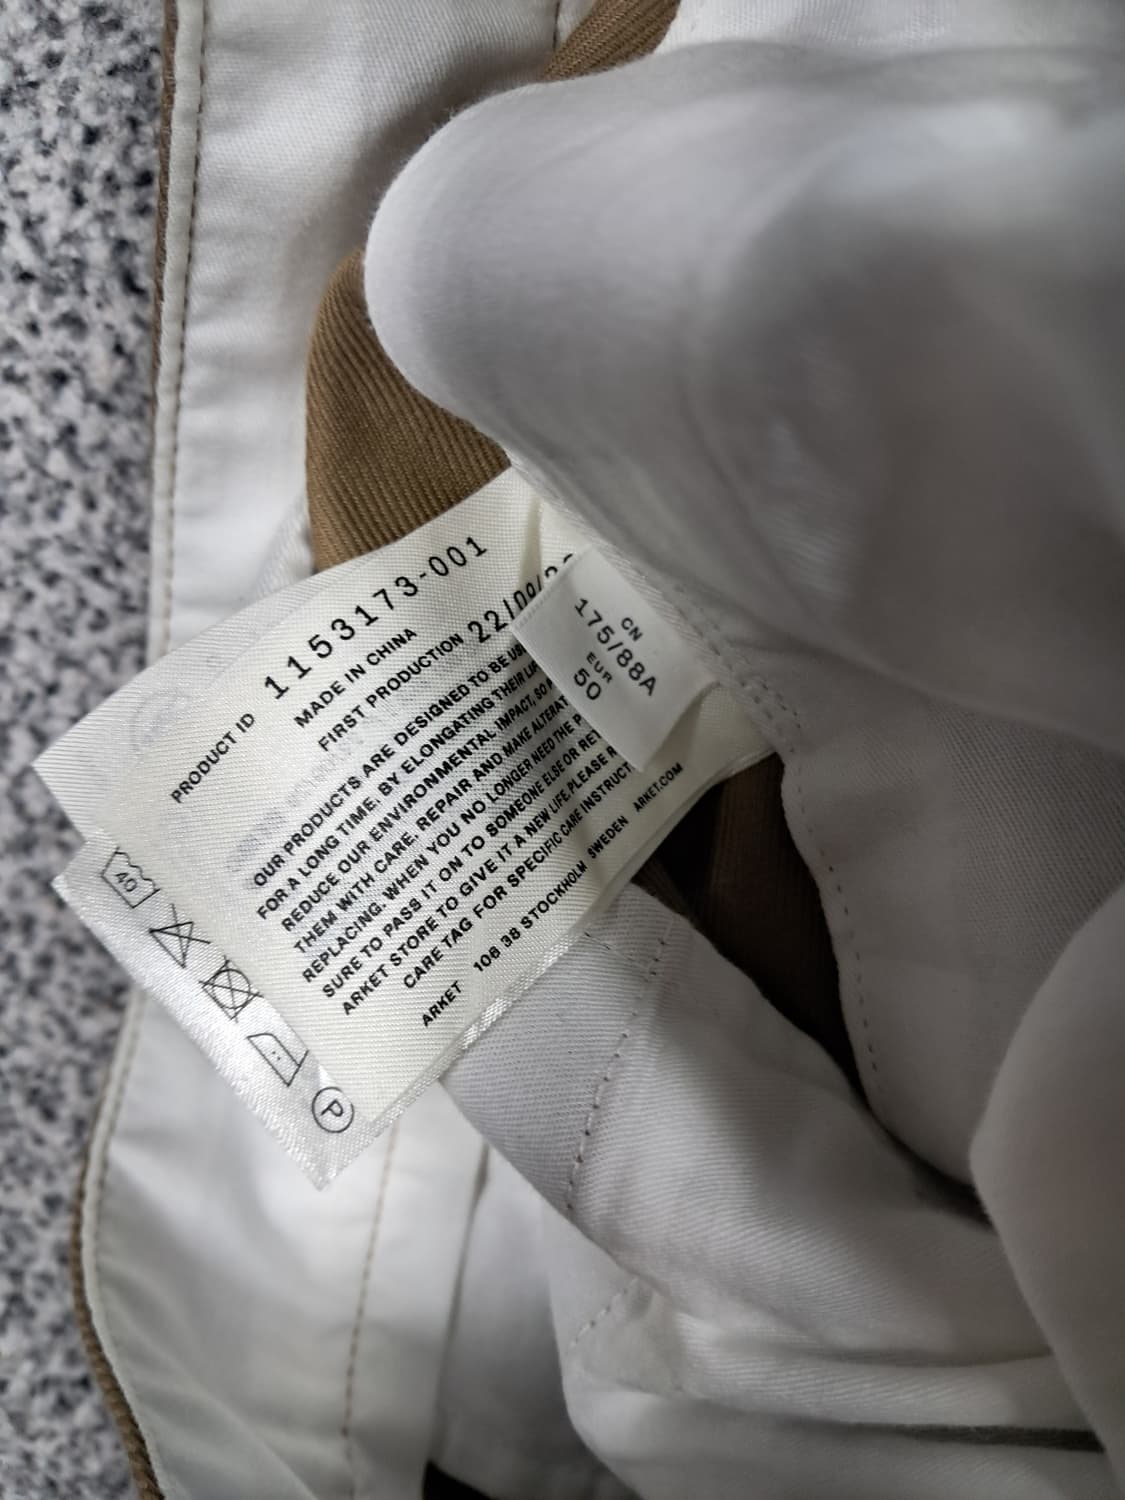 PRODUCT ID 1153173-001
MADE IN CHINA
FIRST PRODUCTION 22/09/
OUR PRODUCTS ARE DESIGNED TO BE
FOR A LONG TIME. BY ELONGATING THEIR
REDUCE OUR ENVIRONMENTAL IMPACT, SO
THEM WITH CARE. REPAIR AND MAKE
REPLACING. WHEN YOU NO LONGER NEED THE
SURE TO PASS IT ON TO SOMEONE ELSE OR
ARKET STORE TO GIVE IT A NEW LIFE. PLEASE
CARE TAG FOR SPECIFIC CARE
ARKET 106 38 STOCKHOLM SWEDEN ARKET.COM
CN
175/88A
EUR
50
40
P